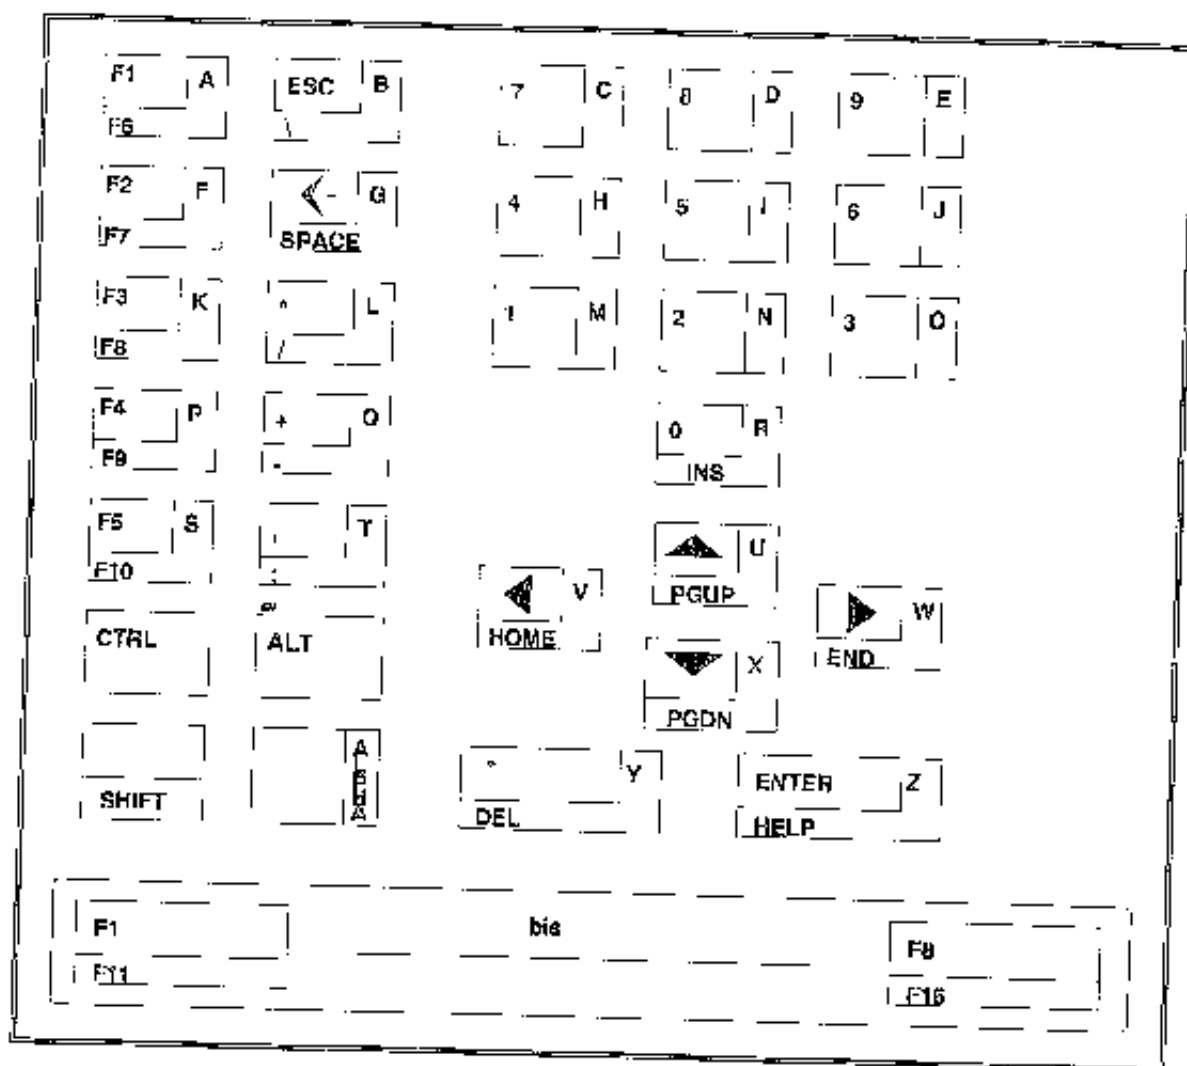 F1 A ESC B 7 C 8 D 9 E
F6 \
F2 F G 4 H 5 I 6 J
F7 SPACE
F3 K * L 1 M 2 N 3 O
F8 /
F4 P + Q 0 R
F9 - INS
F5 S T U
F10 PGUP
V W
CTRL ALT HOME END
X
PGDN
A Y ENTER Z
SHIFT DEL HELP
F1 bis F8
F11 F16